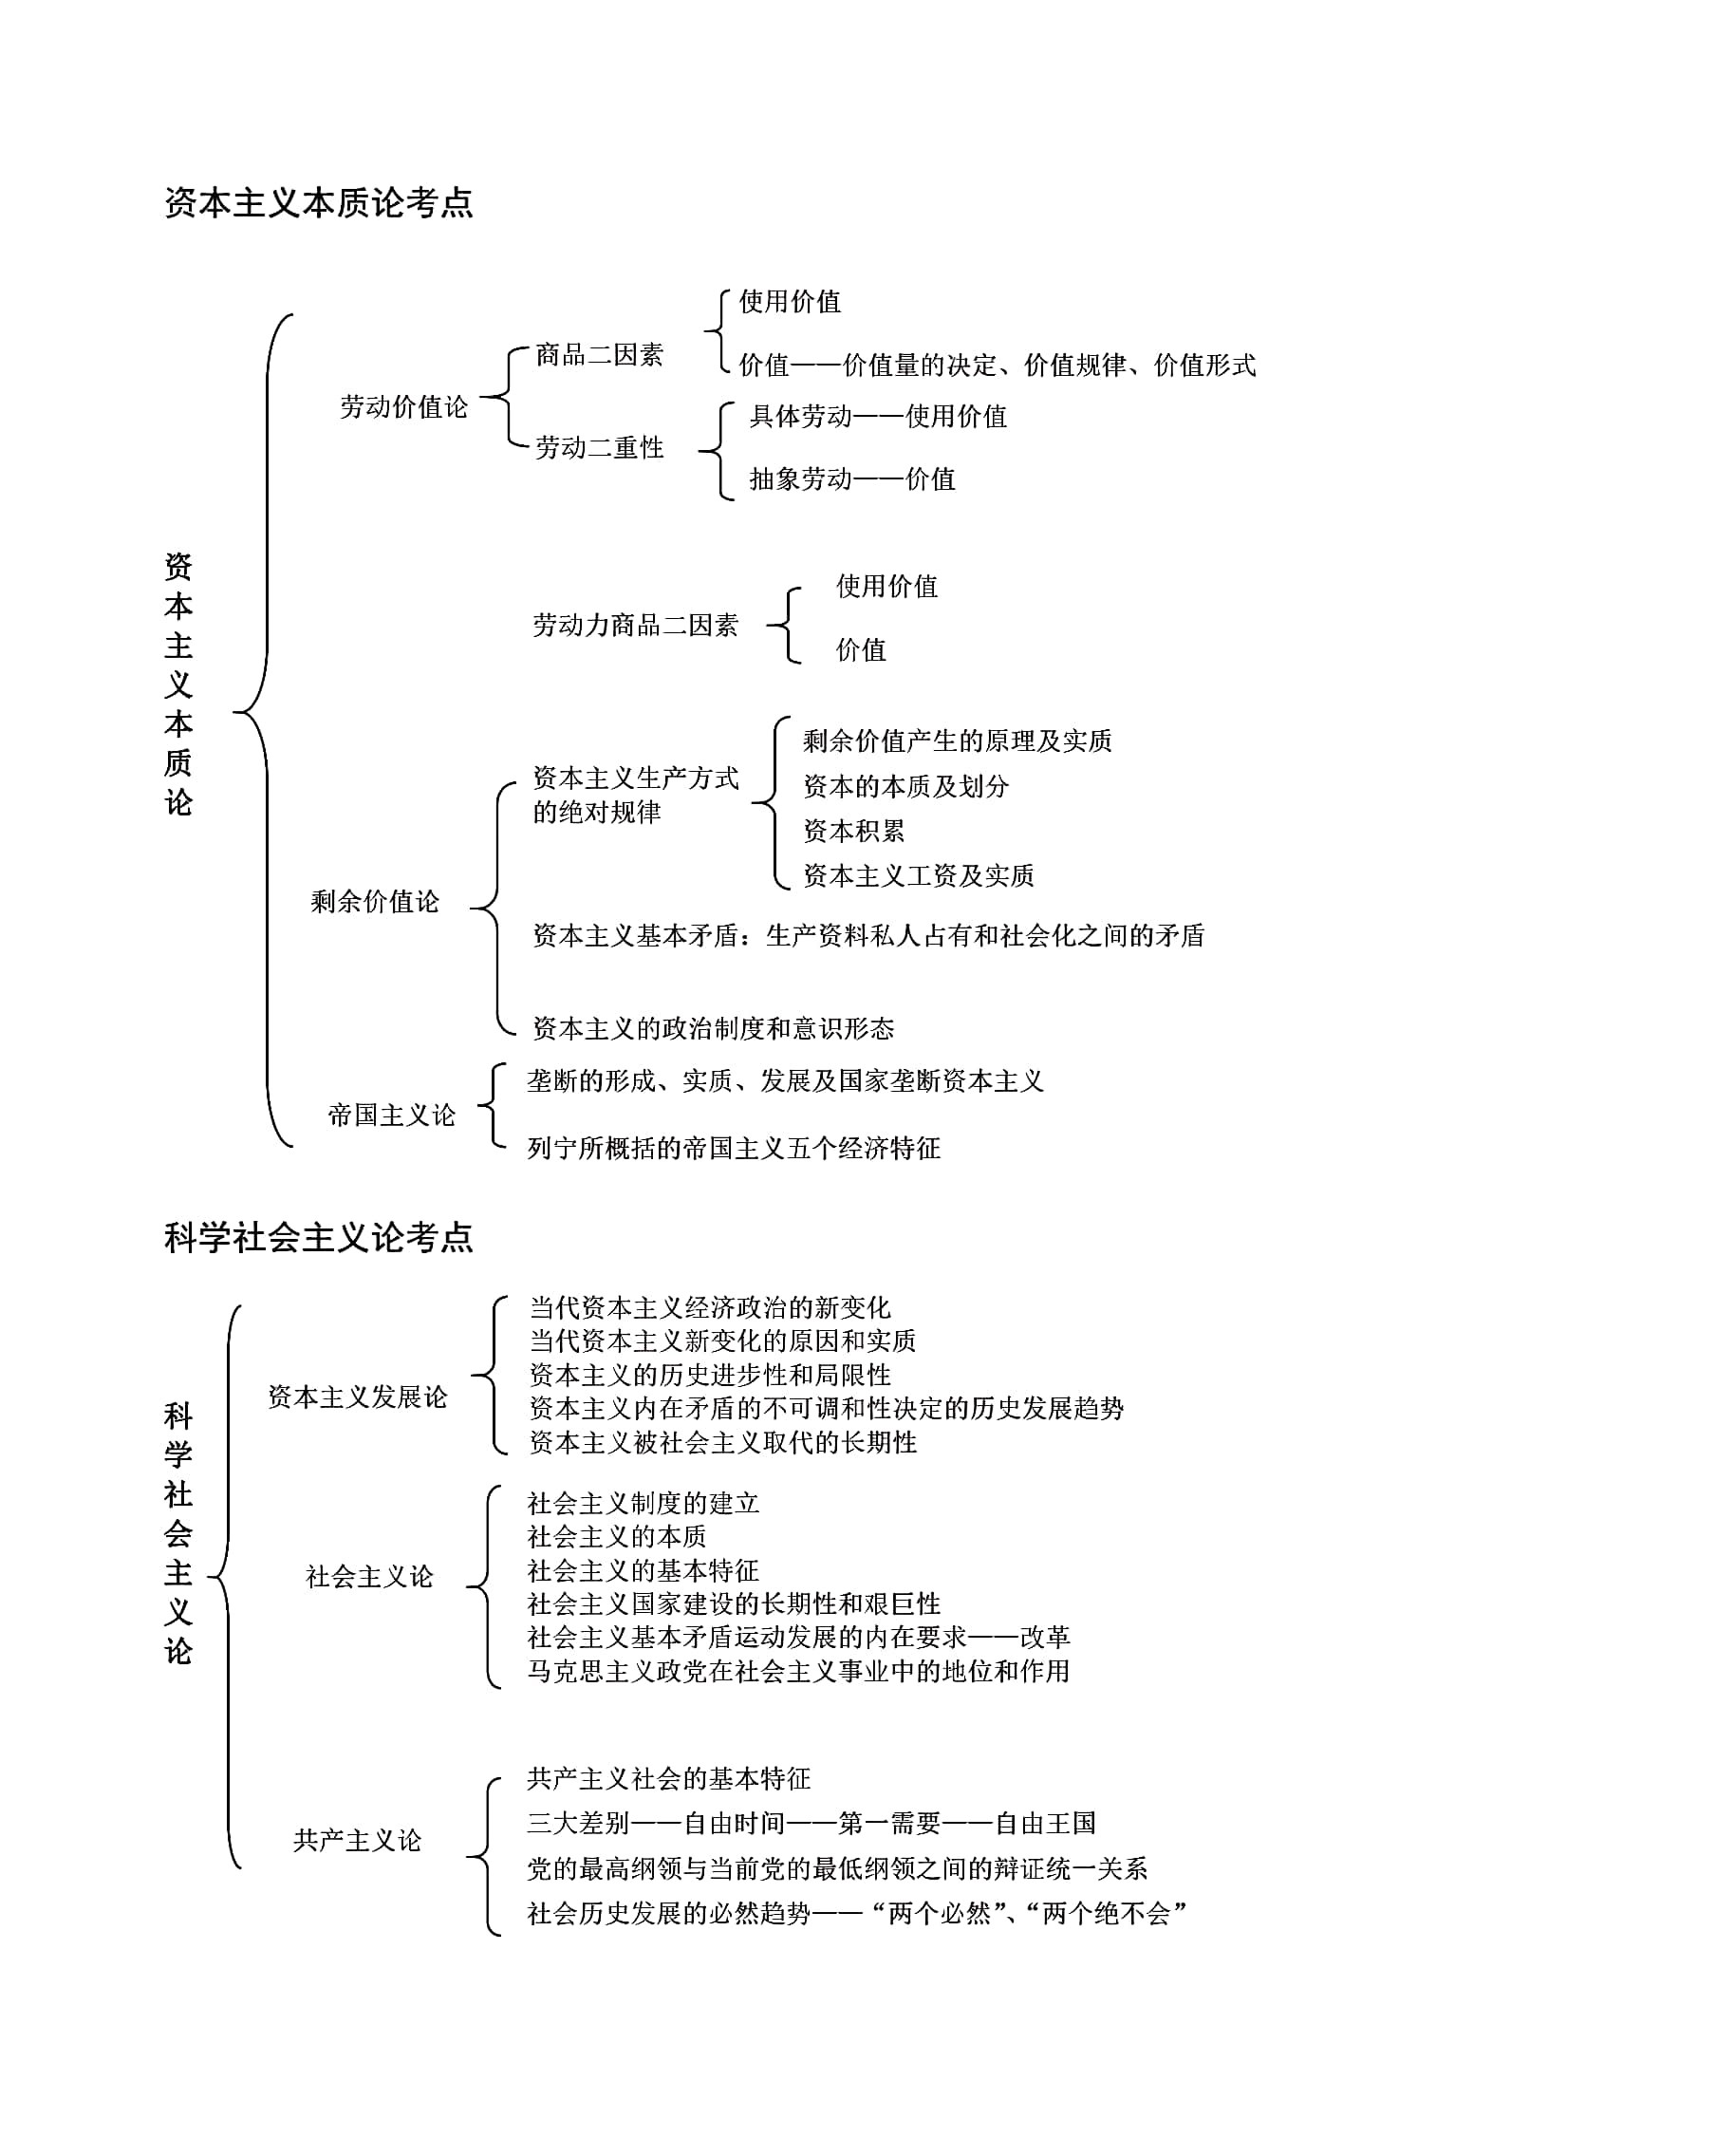 资本主义本质论考点
资本主义本质论
劳动价值论
商品二因素
使用价值
价值——价值量的决定、价值规律、价值形式
劳动二重性
具体劳动——使用价值
抽象劳动——价值
劳动力商品二因素
使用价值
价值
剩余价值论
资本主义生产方式
的绝对规律
剩余价值产生的原理及实质
资本的本质及划分
资本积累
资本主义工资及实质
资本主义基本矛盾：生产资料私人占有和社会化之间的矛盾
资本主义的政治制度和意识形态
帝国主义论
垄断的形成、实质、发展及国家垄断资本主义
列宁所概括的帝国主义五个经济特征
科学社会主义论考点
科学社会主义论
资本主义发展论
当代资本主义经济政治的新变化
当代资本主义新变化的原因和实质
资本主义的历史进步性和局限性
资本主义内在矛盾的不可调和性决定的历史发展趋势
资本主义被社会主义取代的长期性
社会主义论
社会主义制度的建立
社会主义的本质
社会主义的基本特征
社会主义国家建设的长期性和艰巨性
社会主义基本矛盾运动发展的内在要求——改革
马克思主义政党在社会主义事业中的地位和作用
共产主义论
共产主义社会的基本特征
三大差别——自由时间——第一需要——自由王国
党的最高纲领与当前党的最低纲领之间的辩证统一关系
社会历史发展的必然趋势——“两个必然”、“两个绝不会”